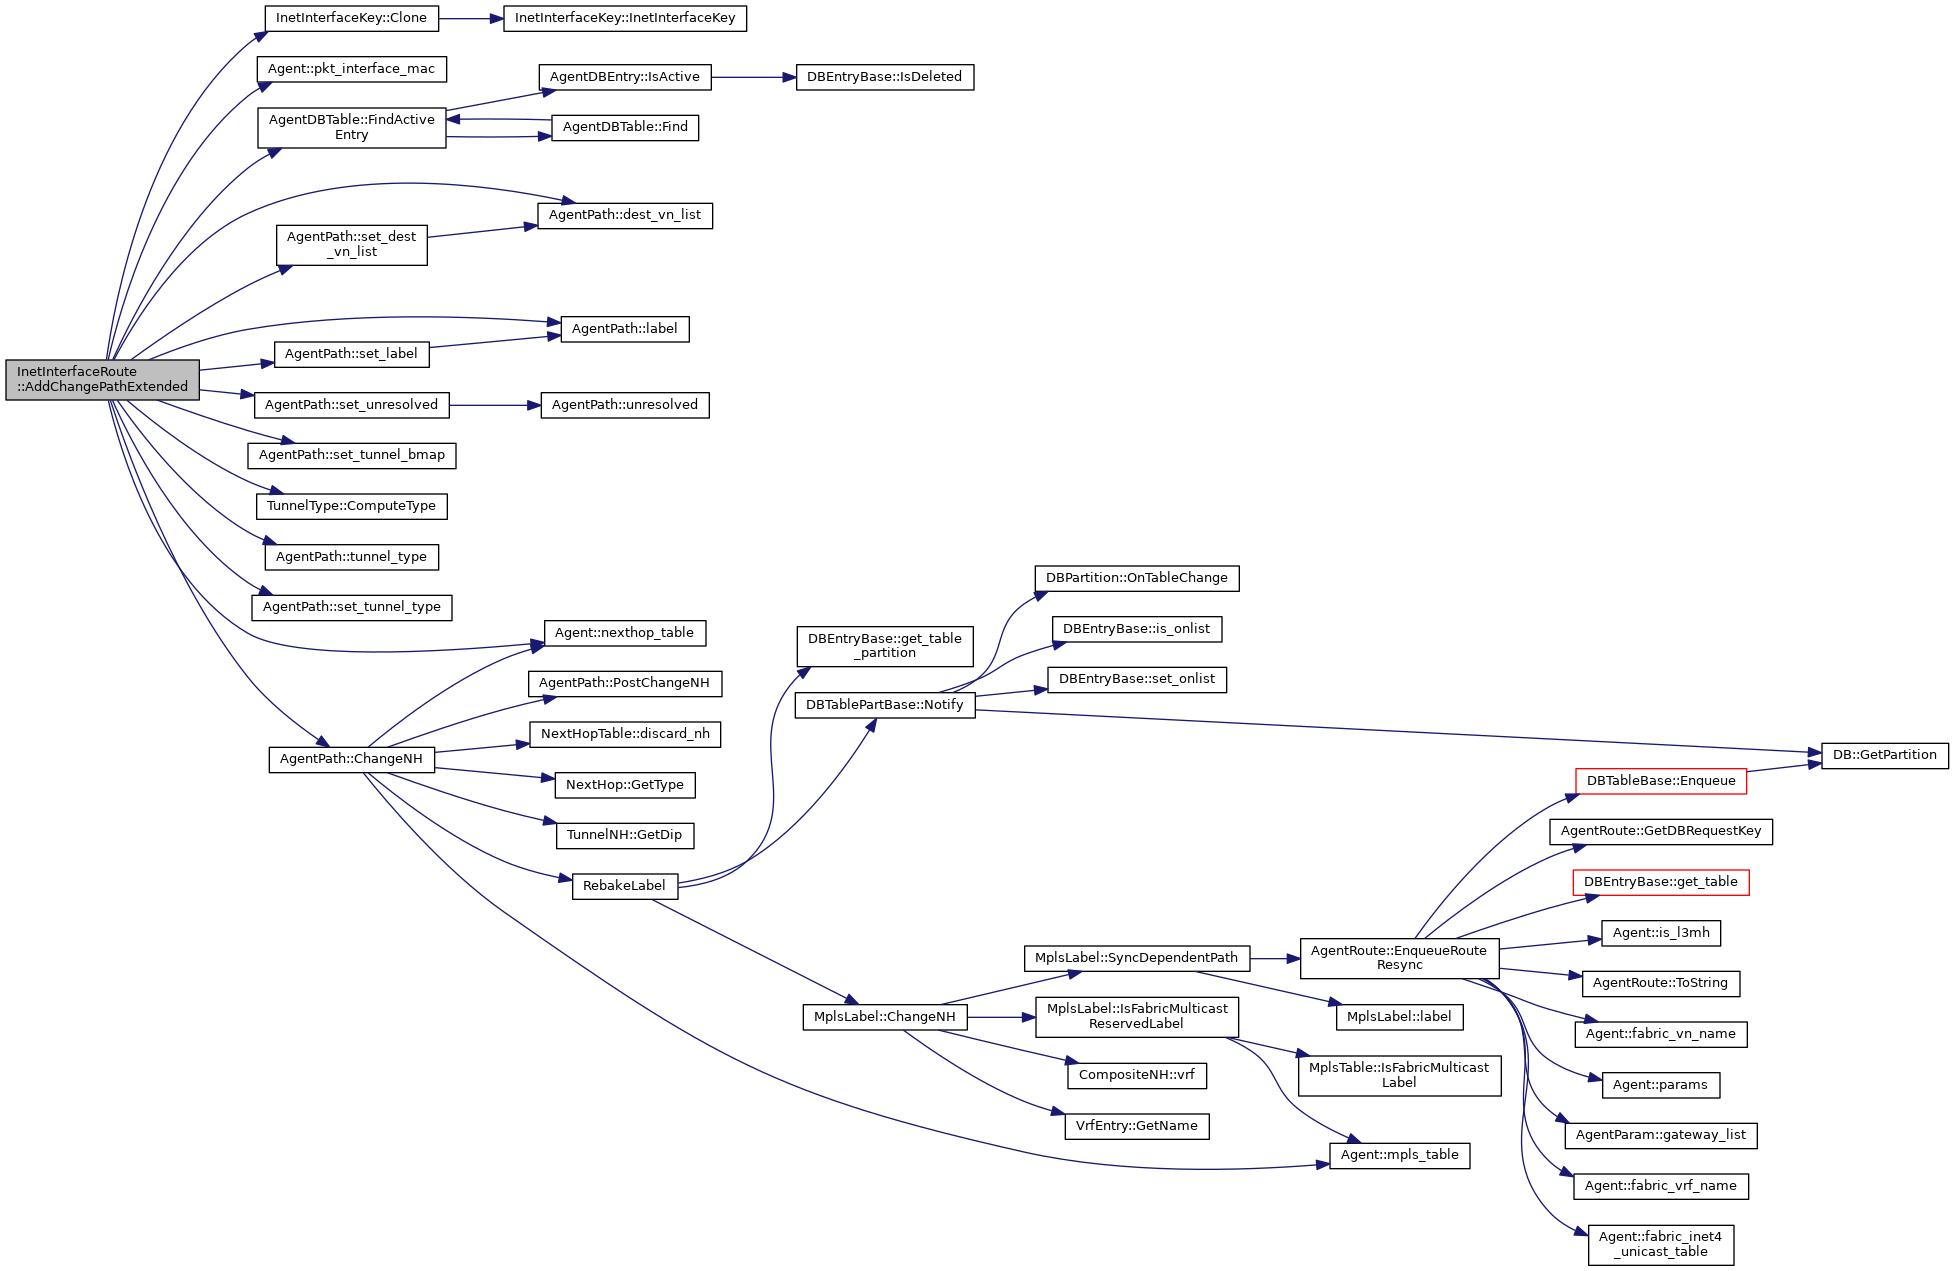 InetInterfaceKey::Clone
InetInterfaceKey::InetInterfaceKey
Agent::pkt_interface_mac
AgentDBEntry::IsActive
DBEntryBase::IsDeleted
AgentDBTable::FindActive
Entry
AgentDBTable::Find
AgentPath::dest_vn_list
AgentPath::set_dest
_vn_list
AgentPath::label
AgentPath::set_label
InetInterfaceRoute
::AddChangePathExtended
AgentPath::set_unresolved
AgentPath::unresolved
AgentPath::set_tunnel_bmap
TunnelType::ComputeType
AgentPath::tunnel_type
AgentPath::set_tunnel_type
Agent::nexthop_table
AgentPath::PostChangeNH
NextHopTable::discard_nh
AgentPath::ChangeNH
NextHop::GetType
TunnelNH::GetDip
RebakeLabel
DBEntryBase::get_table
_partition
DBTablePartBase::Notify
DBPartition::OnTableChange
DBEntryBase::is_onlist
DBEntryBase::set_onlist
DB::GetPartition
DBTableBase::Enqueue
AgentRoute::GetDBRequestKey
DBEntryBase::get_table
Agent::is_l3mh
AgentRoute::EnqueueRoute
Resync
MplsLabel::SyncDependentPath
AgentRoute::ToString
MplsLabel::ChangeNH
MplsLabel::IsFabricMulticast
ReservedLabel
MplsLabel::label
Agent::fabric_vn_name
CompositeNH::vrf
MplsTable::IsFabricMulticast
Label
Agent::params
VrfEntry::GetName
Agent::mpls_table
AgentParam::gateway_list
Agent::fabric_vrf_name
Agent::fabric_inet4
_unicast_table